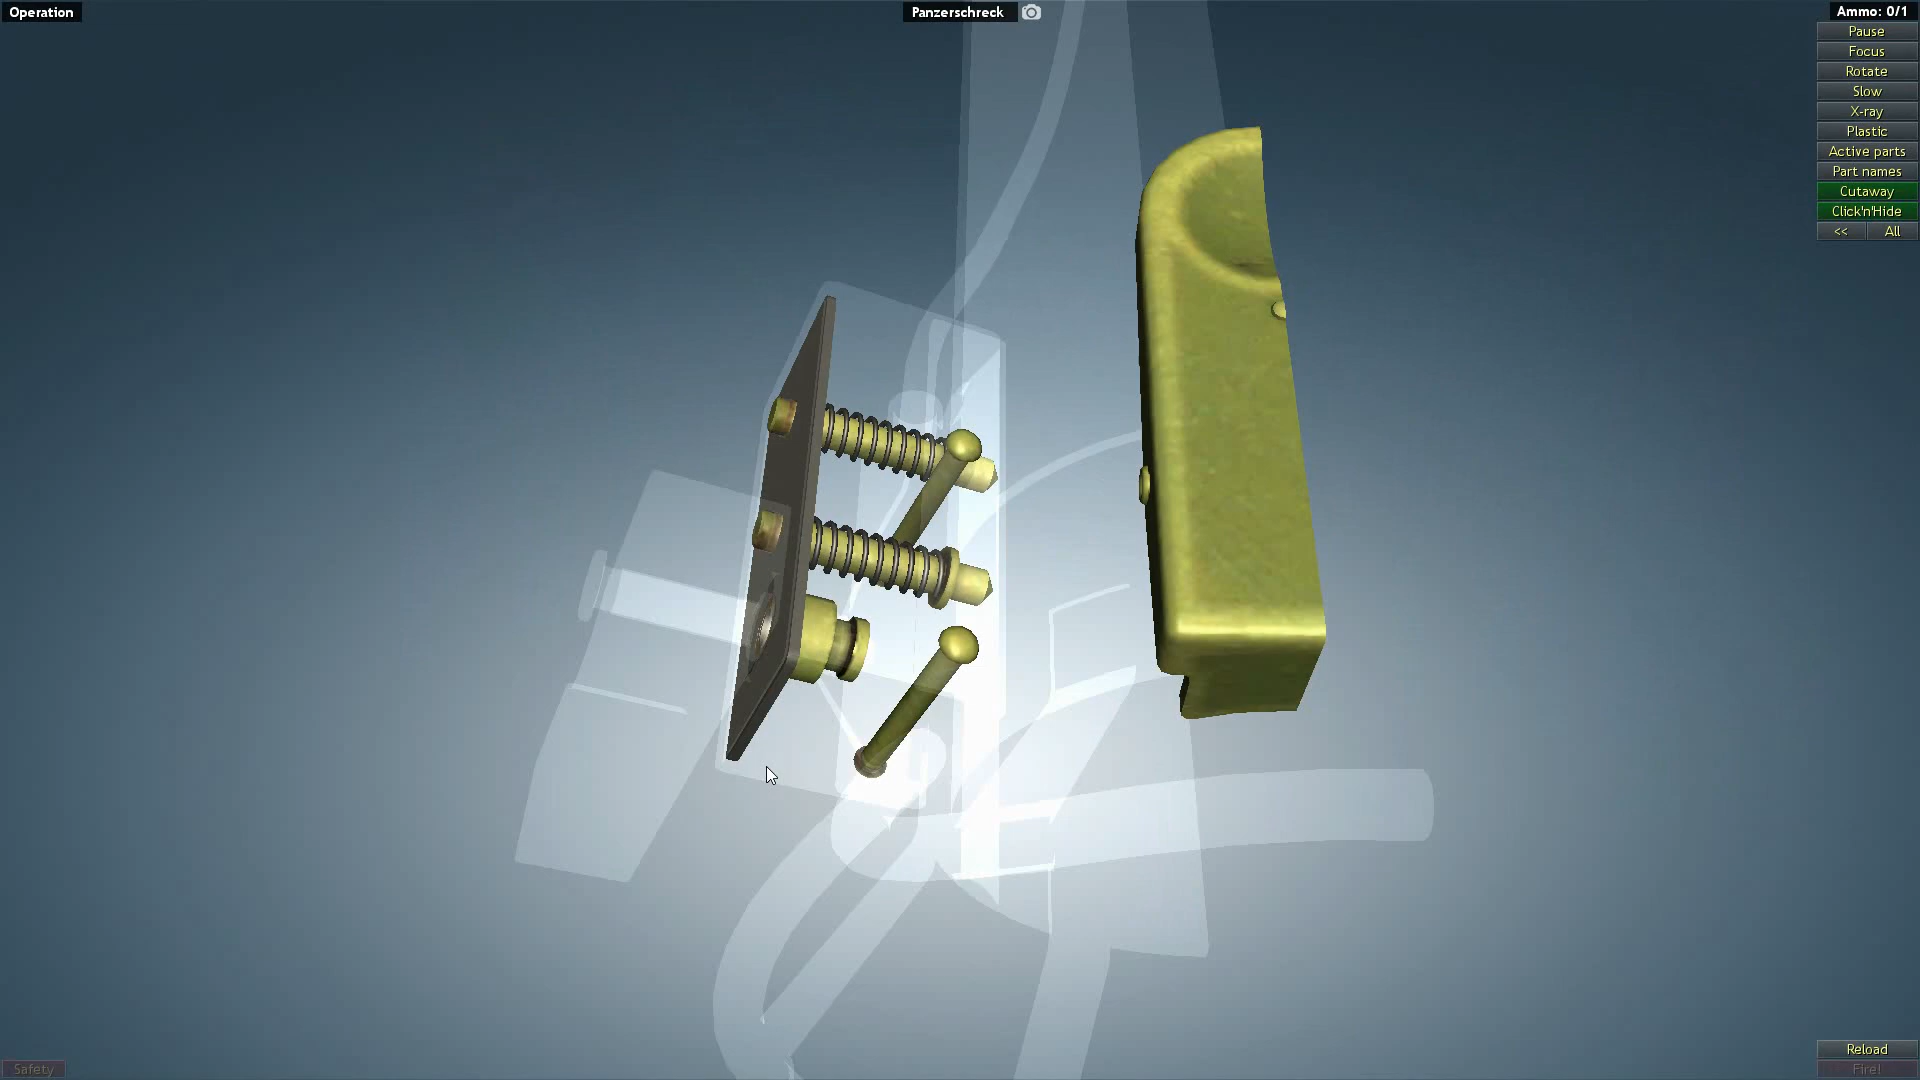 Operation
Panzerschreck
Ammo: 0/1
Pause
Focus
Rotate
Slow
X-ray
Plastic
Active parts
Part names
Cutaway
Click'n'Hide
<< All
Reload
Safety
Fire!